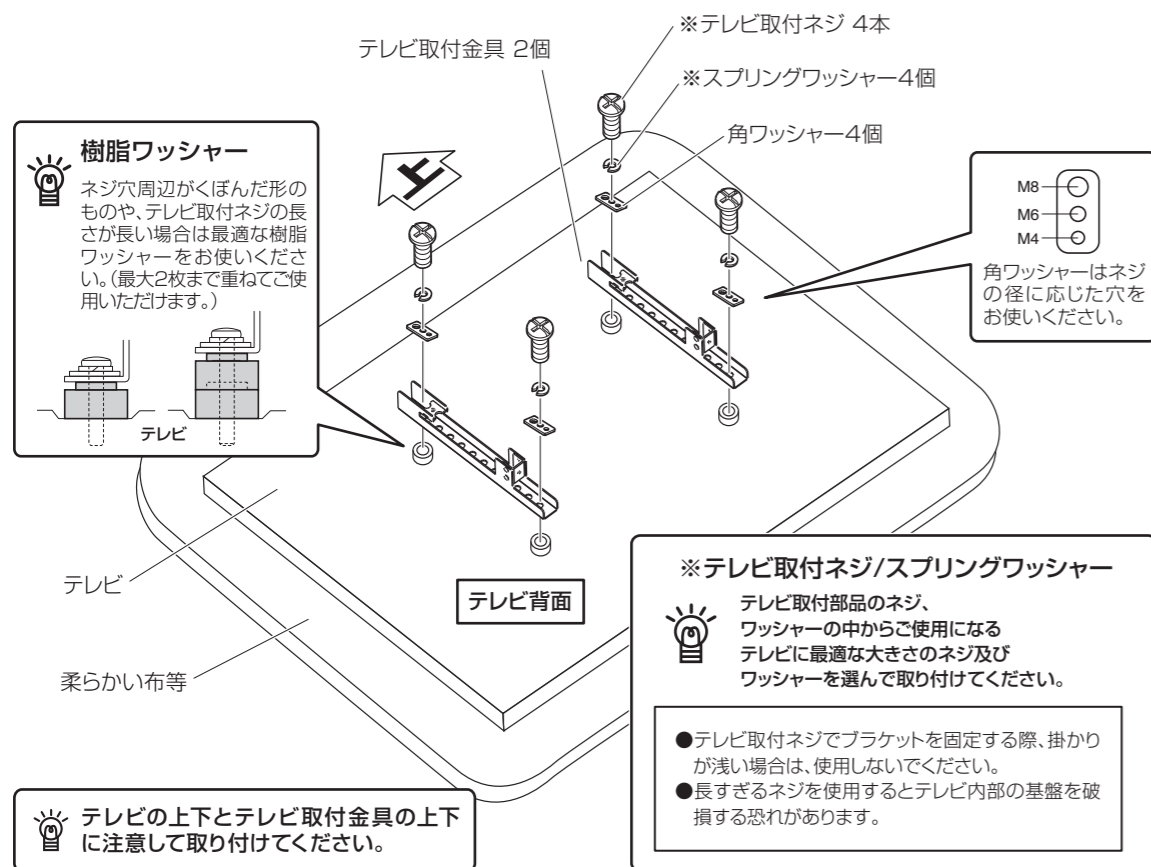 ※テレビ取付ネジ 4本
テレビ取付金具 2個
※スプリングワッシャー4個
角ワッシャー4個
樹脂ワッシャー
ネジ穴周辺がくぼんだ形の
ものや、テレビ取付ネジの長
さが長い場合は最適な樹脂
ワッシャーをお使いくださ
い。(最大2枚まで重ねてご使
用いただけます。)
テレビ
上
M8
M6
M4
角ワッシャーはネジ
の径に応じた穴を
お使いください。
テレビ
テレビ背面
柔らかい布等
※テレビ取付ネジ/スプリングワッシャー
テレビ取付部品のネジ、
ワッシャーの中からご使用になる
テレビに最適な大きさのネジ及び
ワッシャーを選んで取り付けてください。
●テレビ取付ネジでブラケットを固定する際、掛かり
が浅い場合は、使用しないでください。
●長すぎるネジを使用するとテレビ内部の基盤を破
損する恐れがあります。
テレビの上下とテレビ取付金具の上下
に注意して取り付けてください。